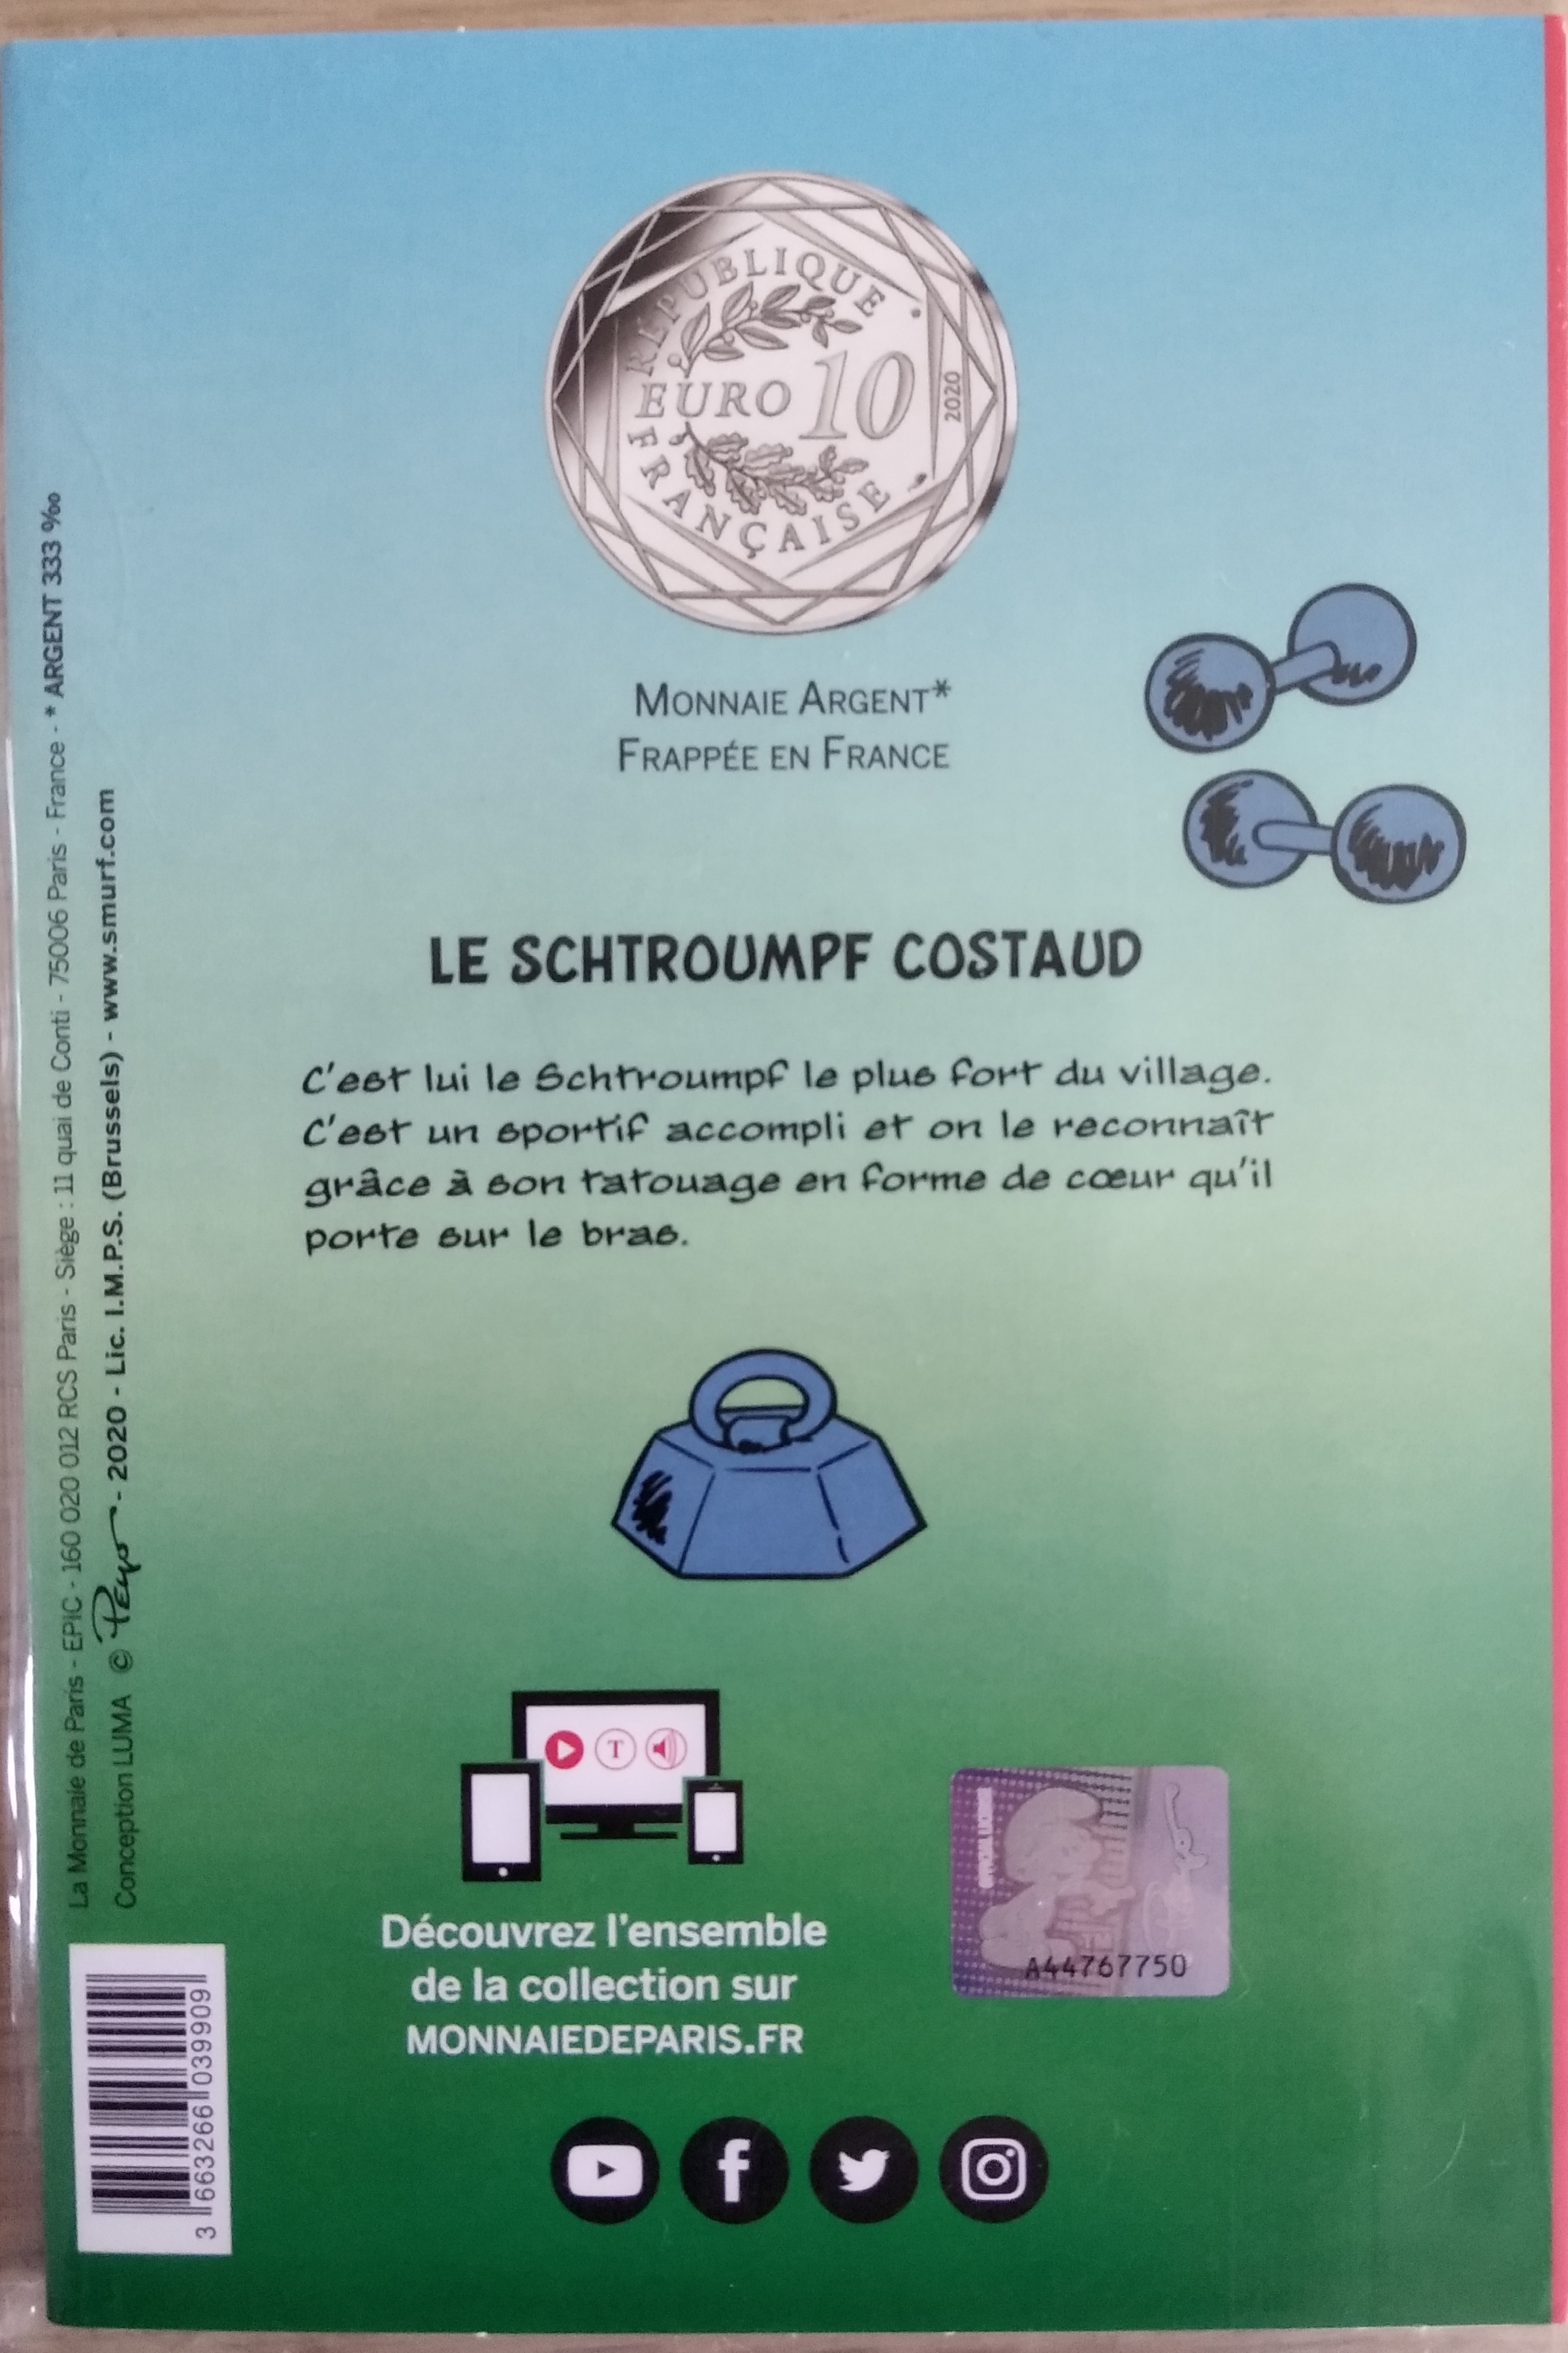 RÉPUBLIQUE
EURO 10
2020
FRANÇAISE
MONNAIE ARGENT*
FRAPPÉE EN FRANCE
LE SCHTROUMPF COSTAUD
C'est lui le Schtroumpf le plus fort du village.
C'est un sportif accompli et on le reconnaît
grâce à son tatouage en forme de cœur qu'il
porte sur le bras.
T
Découvrez l'ensemble
de la collection sur
MONNAIEDEPARIS.FR
A44767750
La Monnaie de Paris - EPIC - 160 020 012 RCS Paris - Siège : 11 quai de Conti - 75006 Paris - France - * ARGENT 333 ‰
Conception LUMA © Peyo - 2020 - Lic. I.M.P.S. (Brussels) - www.smurf.com
3 663266 039909